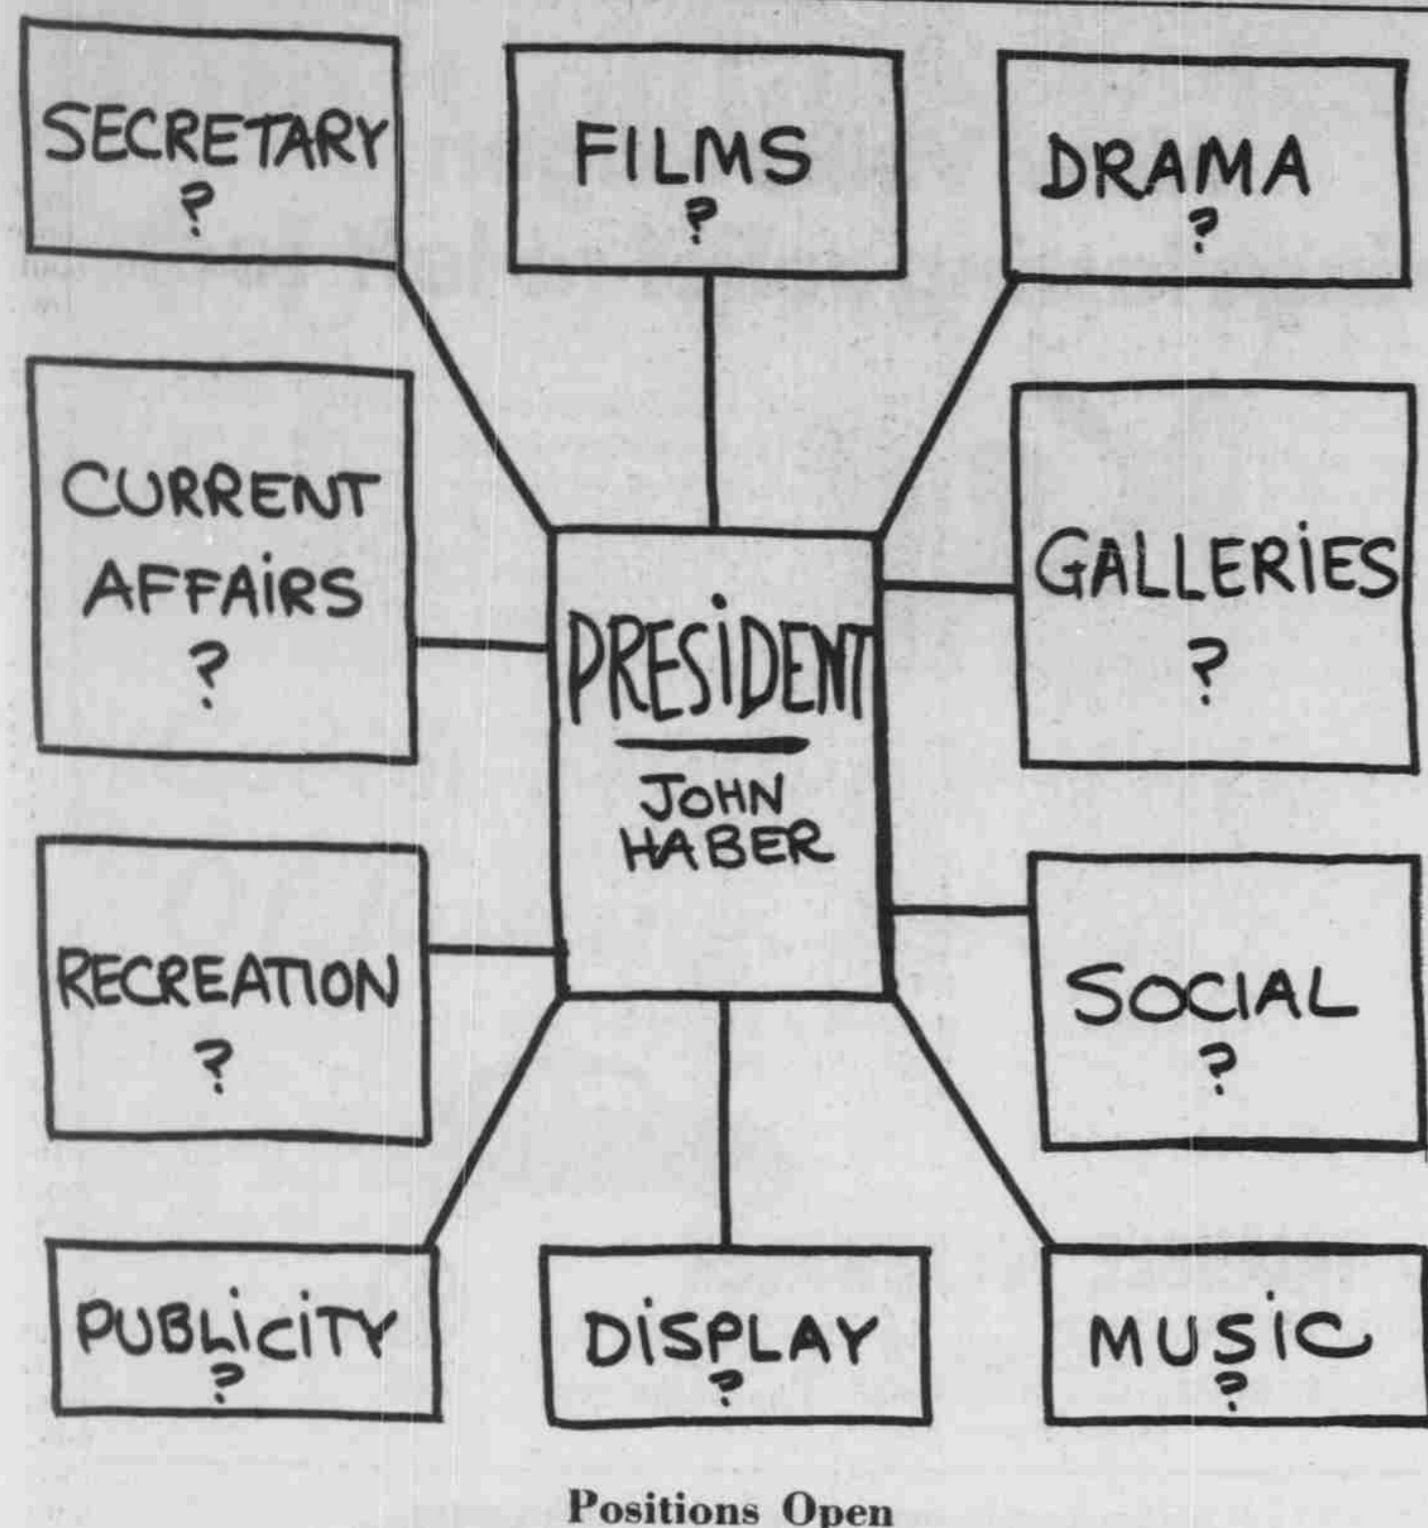 SECRETARY
?
FILMS
?
DRAMA
?
CURRENT
AFFAiRS
?
PRESiDENT
JOHN
HABER
GALLERiES
?
RECREATION
?
SOCIAL
?
PUBLiCiTY
?
DiSPLAY
?
MUSiC
?
Positions Open